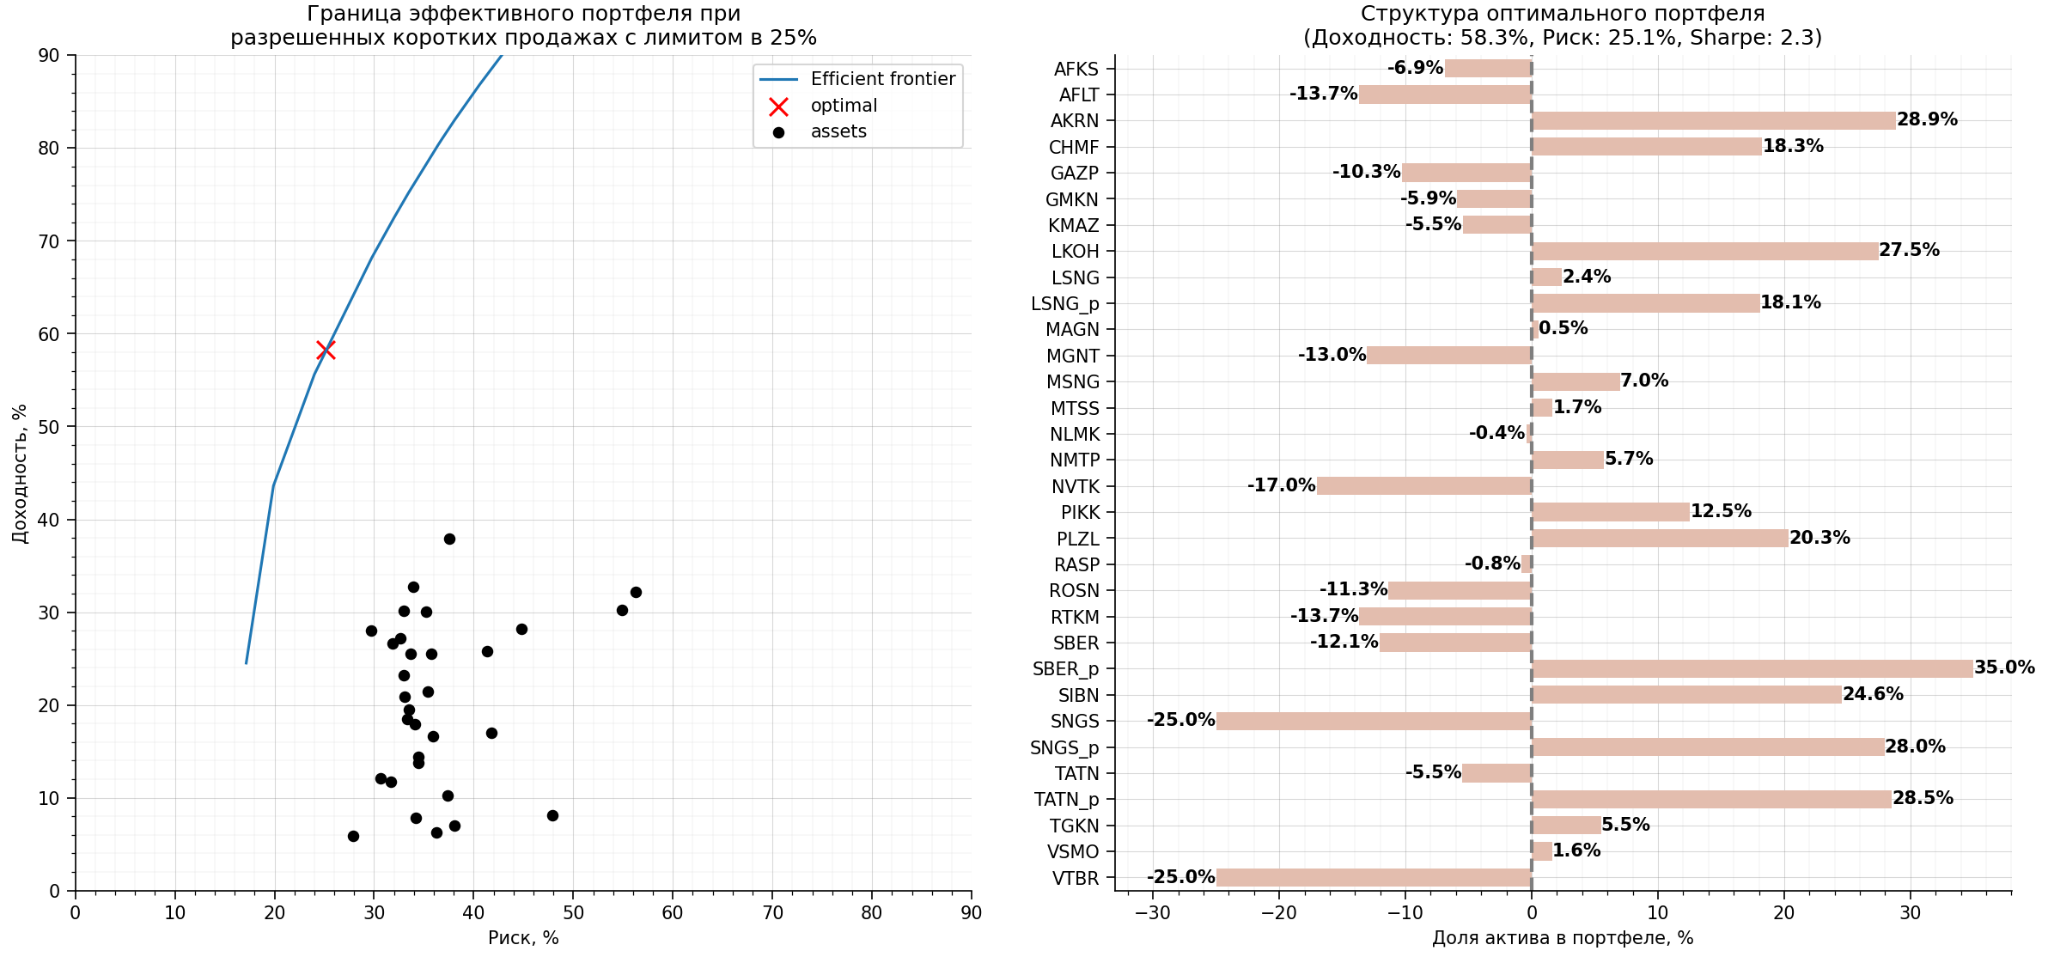 Граница эффективного портфеля при
разрешенных коротких продажах с лимитом в 25%
Efficient frontier
optimal
assets
Доходность, %
90
80
70
60
50
40
30
20
10
0
0 10 20 30 40 50 60 70 80 90
Риск, %
Структура оптимального портфеля
(Доходность: 58.3%, Риск: 25.1%, Sharpe: 2.3)
AFKS -6.9%
AFLT -13.7%
AKRN 28.9%
CHMF 18.3%
GAZP -10.3%
GMKN -5.9%
KMAZ -5.5%
LKOH 27.5%
LSNG 2.4%
LSNG_p 18.1%
MAGN 0.5%
MGNT -13.0%
MSNG 7.0%
MTSS 1.7%
NLMK -0.4%
NMTP 5.7%
NVTK -17.0%
PIKK 12.5%
PLZL 20.3%
RASP -0.8%
ROSN -11.3%
RTKM -13.7%
SBER -12.1%
SBER_p 35.0%
SIBN 24.6%
SNGS -25.0%
SNGS_p 28.0%
TATN -5.5%
TATN_p 28.5%
TGKN 5.5%
VSMO 1.6%
VTBR -25.0%
−30 −20 −10 0 10 20 30
Доля актива в портфеле, %